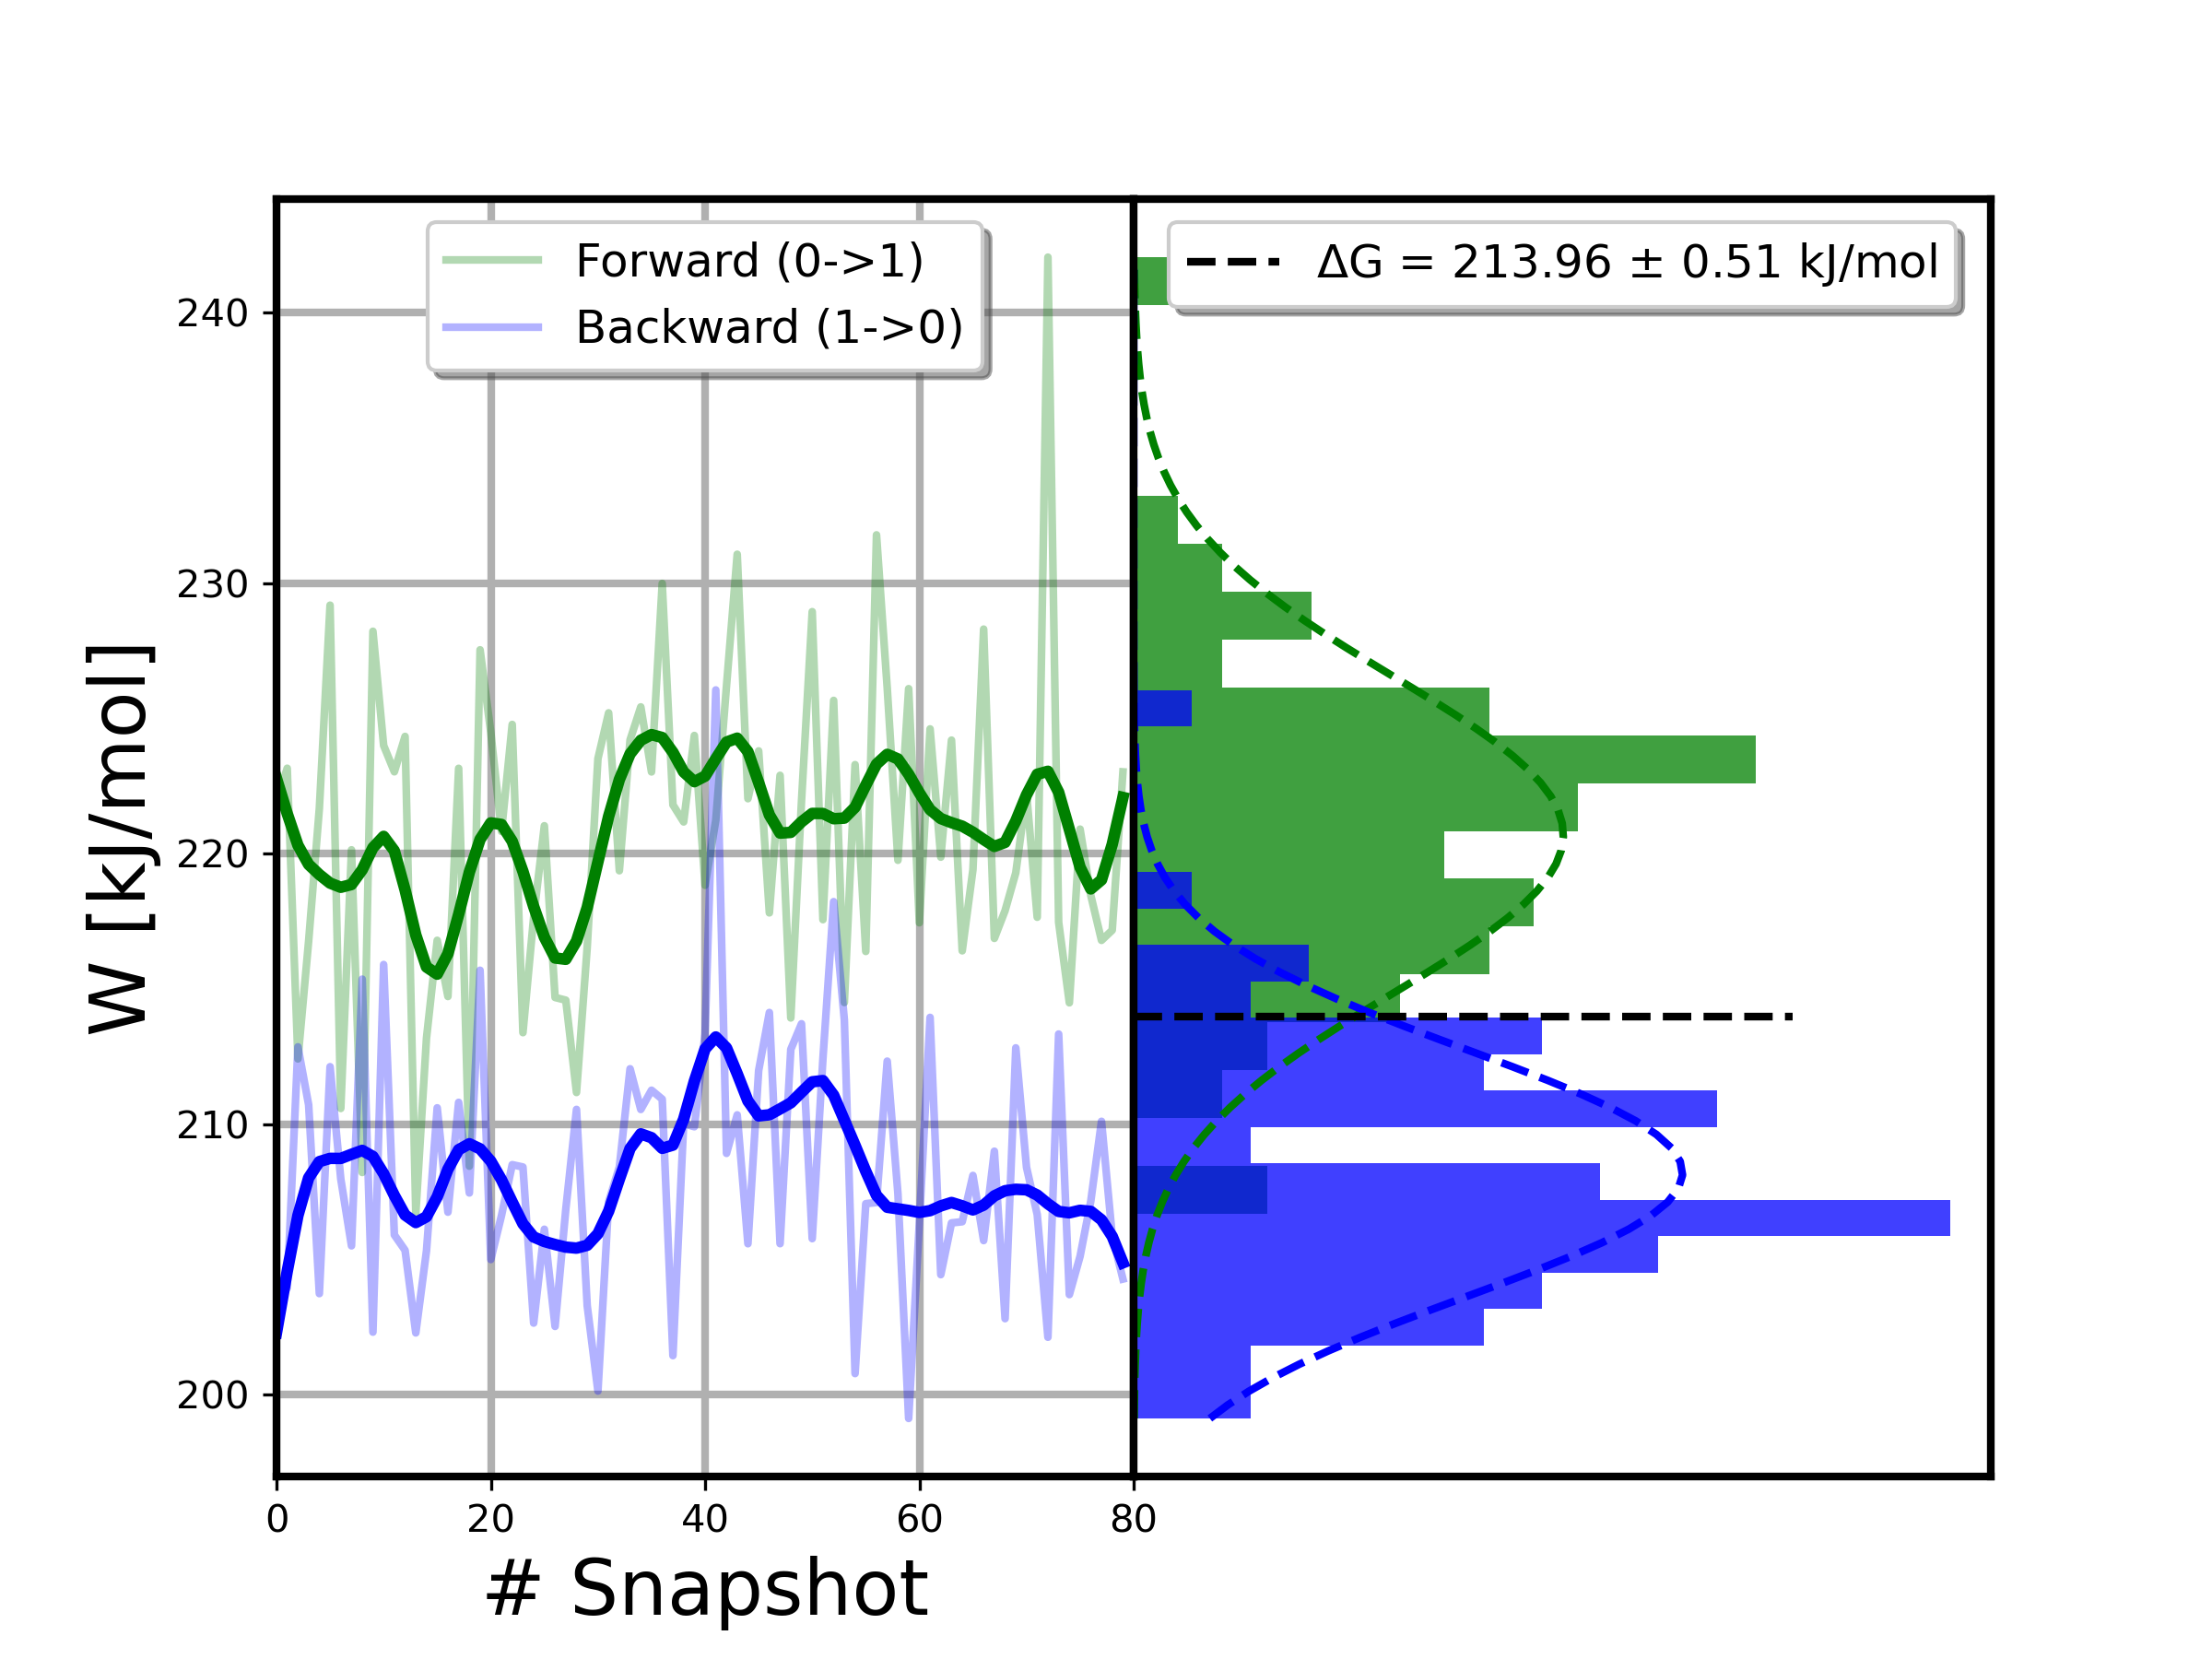 Forward (0->1)
Backward (1->0)
ΔG = 213.96 ± 0.51 kJ/mol
W [kJ/mol]
240
230
220
210
200
0 20 40 60 80
# Snapshot